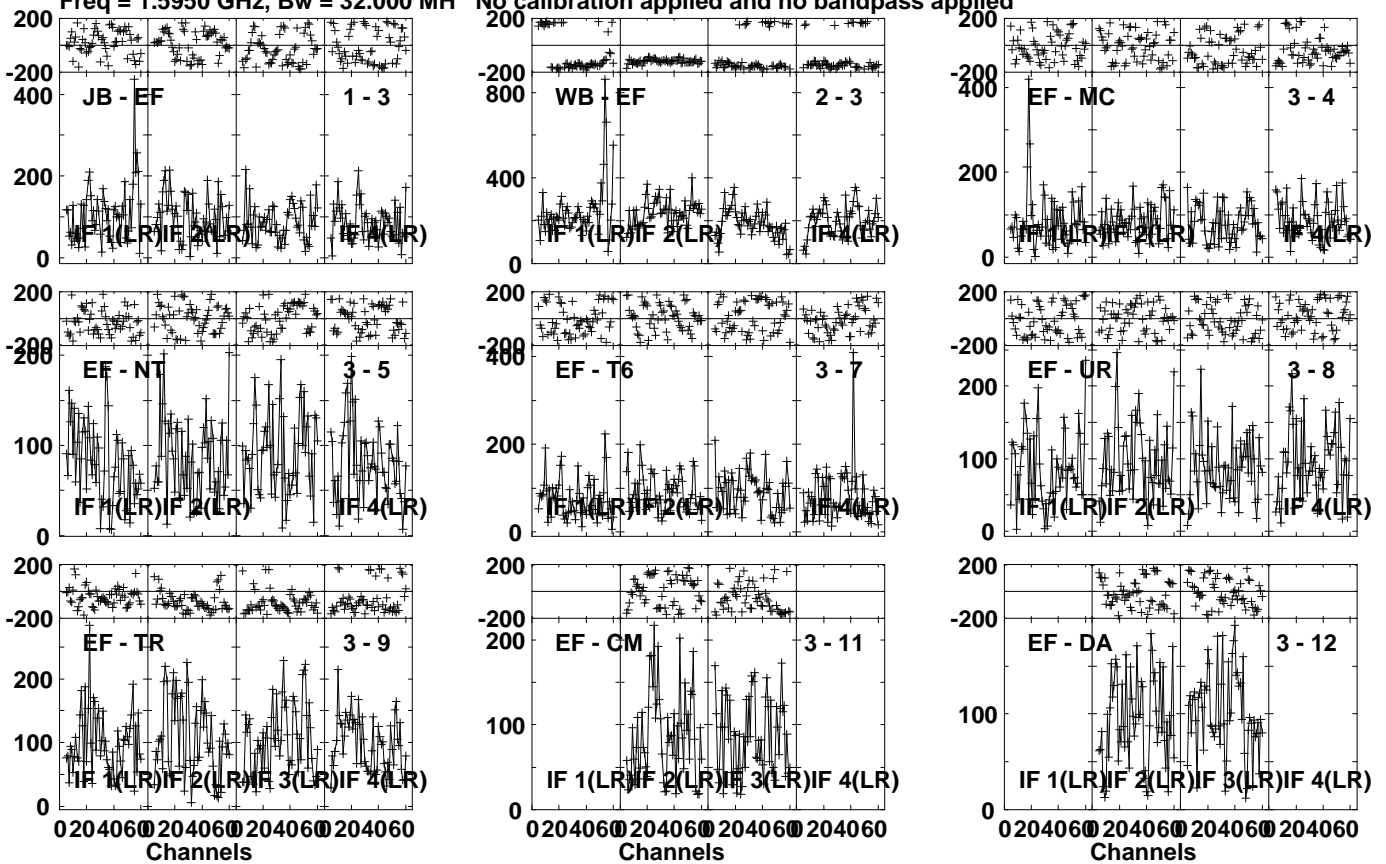 Freq = 1.5950 GHz, Bw = 32.000 MH No calibration applied and no bandpass applied
200
-200
400
200
0
JB - EF
1 - 3
IF 1(LR)
IF 2(LR)
IF 4(LR)
200
-200
800
400
0
WB - EF
2 - 3
IF 1(LR)
IF 2(LR)
IF 4(LR)
200
-200
400
200
0
EF - MC
3 - 4
IF 1(LR)
IF 2(LR)
IF 4(LR)
200
-200
200
100
0
EF - NT
3 - 5
IF 1(LR)
IF 2(LR)
IF 4(LR)
200
-200
400
200
0
EF - T6
3 - 7
IF 1(LR)
IF 2(LR)
IF 4(LR)
200
-200
200
100
0
EF - UR
3 - 8
IF 1(LR)
IF 2(LR)
IF 4(LR)
200
-200
200
100
0
EF - TR
3 - 9
IF 1(LR)
IF 2(LR)
IF 3(LR)
IF 4(LR)
0 20 40 60 0 20 40 60 0 20 40 60 0 20 40 60
Channels
200
-200
200
100
0
EF - CM
3 - 11
IF 1(LR)
IF 2(LR)
IF 3(LR)
IF 4(LR)
0 20 40 60 0 20 40 60 0 20 40 60 0 20 40 60
Channels
200
-200
100
0
EF - DA
3 - 12
IF 1(LR)
IF 2(LR)
IF 3(LR)
IF 4(LR)
0 20 40 60 0 20 40 60 0 20 40 60 0 20 40 60
Channels